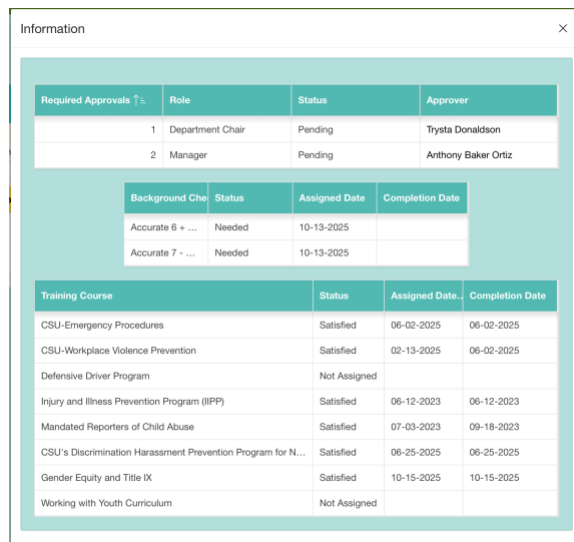 Information
Required Approvals Role Status Approver
1 Department Chair Pending Trysta Donaldson
2 Manager Pending Anthony Baker Ortiz
Background Che Status Assigned Date Completion Date
Accurate 6 + ... Needed 10-13-2025
Accurate 7 - ... Needed 10-13-2025
Training Course Status Assigned Date.. Completion Date
CSU-Emergency Procedures Satisfied 06-02-2025 06-02-2025
CSU-Workplace Violence Prevention Satisfied 02-13-2025 06-02-2025
Defensive Driver Program Not Assigned
Injury and Illness Prevention Program (IIPP) Satisfied 06-12-2023 06-12-2023
Mandated Reporters of Child Abuse Satisfied 07-03-2023 09-18-2023
CSU's Discrimination Harassment Prevention Program for N... Satisfied 06-25-2025 06-25-2025
Gender Equity and Title IX Satisfied 10-15-2025 10-15-2025
Working with Youth Curriculum Not Assigned